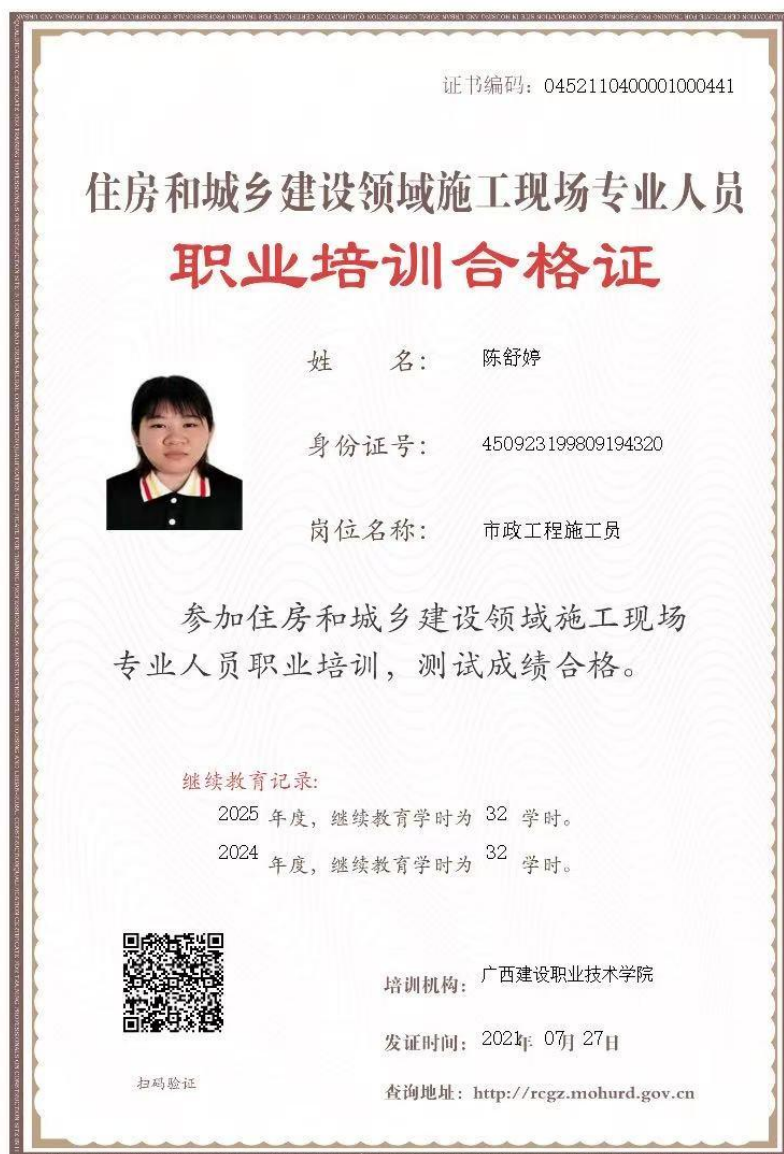 证书编码：0452110400001000441
住房和城乡建设领域施工现场专业人员
职业培训合格证
姓 名： 陈舒婷
身份证号： 450923199809194320
岗位名称： 市政工程施工员
参加住房和城乡建设领域施工现场
专业人员职业培训，测试成绩合格。
继续教育记录:
2025 年度，继续教育学时为 32 学时。
2024 年度，继续教育学时为 32 学时。
培训机构：广西建设职业技术学院
发证时间：2021年 07月 27日
扫码验证
查询地址：http://rcgz.mohurd.gov.cn